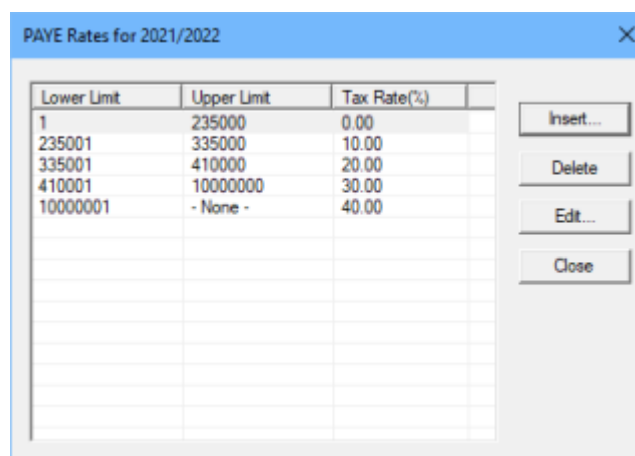 PAYE Rates for 2021/2022
Lower Limit Upper Limit Tax Rate(%)
1 235000 0.00
235001 335000 10.00
335001 410000 20.00
410001 10000000 30.00
10000001 - None - 40.00
Insert...
Delete
Edit...
Close